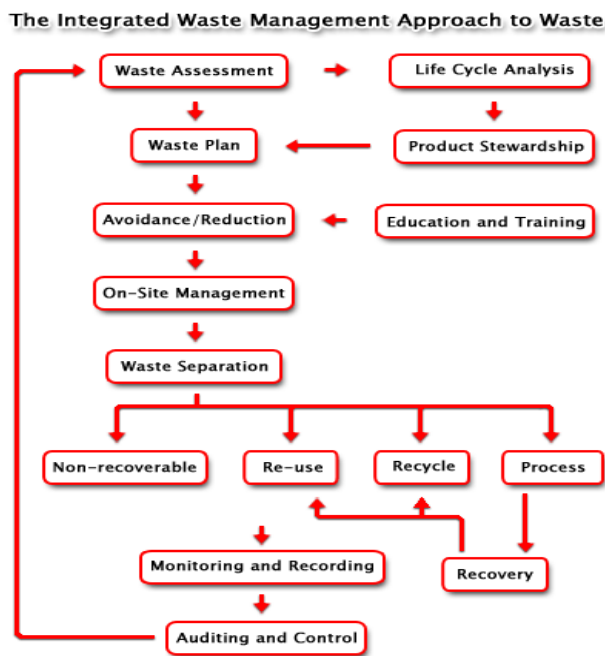 The Integrated Waste Management Approach to Waste
Waste Assessment
Life Cycle Analysis
Waste Plan
Product Stewardship
Avoidance/Reduction
Education and Training
On-Site Management
Waste Separation
Non-recoverable
Re-use
Recycle
Process
Monitoring and Recording
Recovery
Auditing and Control